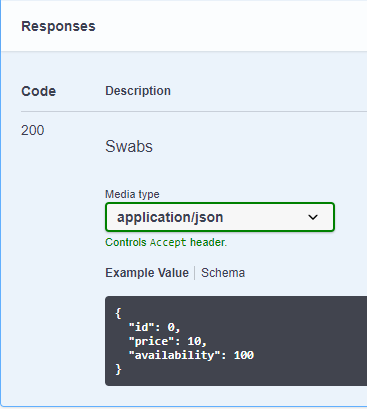 Responses
Code Description
200
Swabs
Media type
application/json
Controls Accept header.
Example Value Schema
{
  "id": 0,
  "price": 10,
  "availability": 100
}